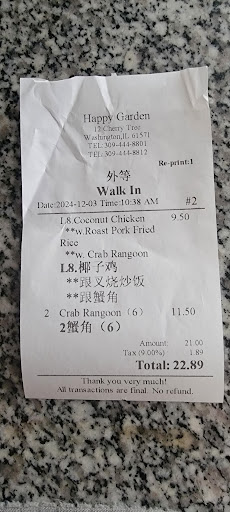 Happy Garden
12 Cherry Tree
Washington,IL 61571
TEL:309-444-8801
TEL:309-444-8812
Re-print:1
外等
Walk In
Date:2024-12-03 Time:10:38 AM #2
L8.Coconut Chicken 9.50
**w.Roast Pork Fried
Rice
**w. Crab Rangoon
L8.椰子鸡
**跟叉烧炒饭
**跟蟹角
2 Crab Rangoon (6) 11.50
2蟹角 (6)
Amount: 21.00
Tax (9.00%) 1.89
Total: 22.89
Thank you very much!
All transactions are final. No refund.